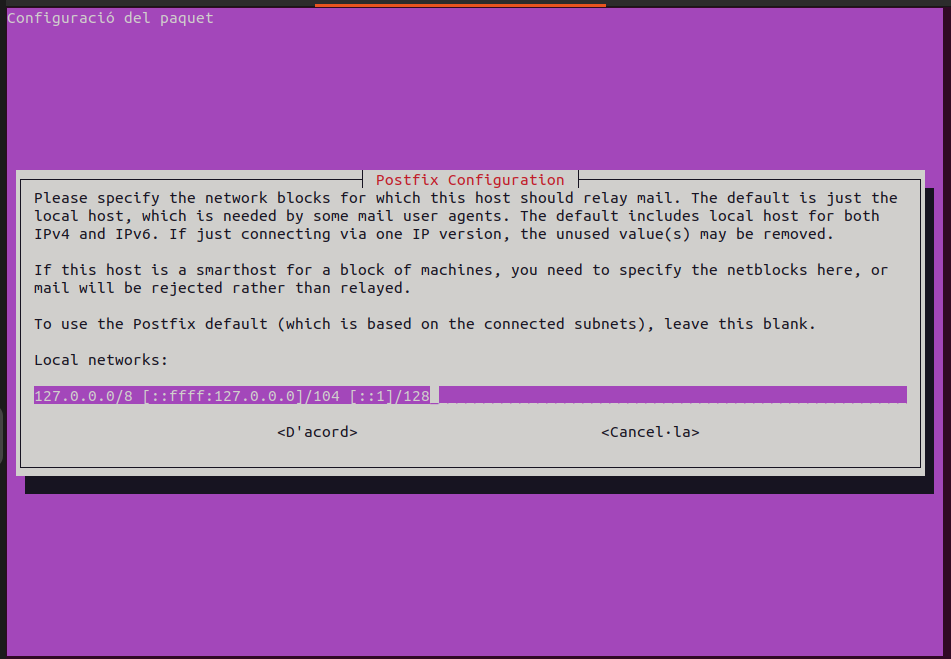 Configuració del paquet
Postfix Configuration
Please specify the network blocks for which this host should relay mail. The default is just the
local host, which is needed by some mail user agents. The default includes local host for both
IPv4 and IPv6. If just connecting via one IP version, the unused value(s) may be removed.
If this host is a smarthost for a block of machines, you need to specify the netblocks here, or
mail will be rejected rather than relayed.
To use the Postfix default (which is based on the connected subnets), leave this blank.
Local networks:
127.0.0.0/8 [::ffff:127.0.0.0]/104 [::1]/128
<D'acord> <Cancel·la>